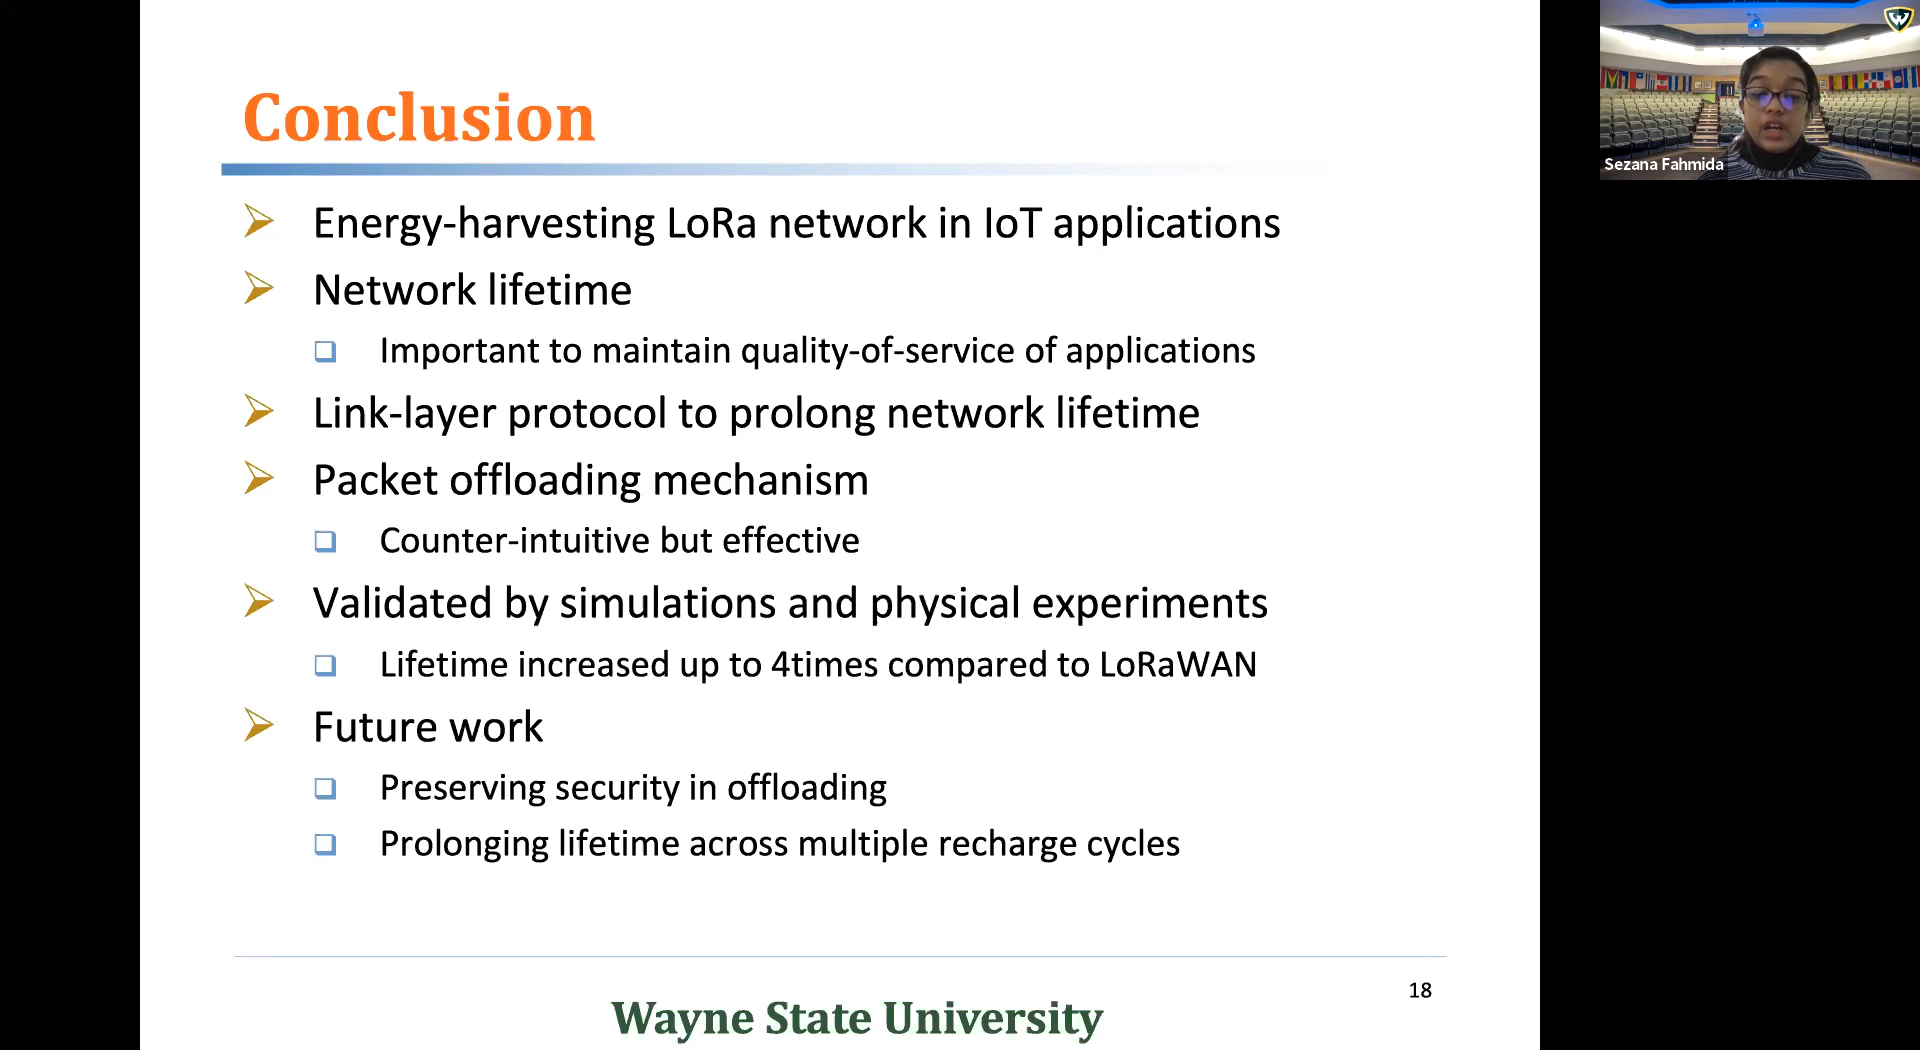 Conclusion
Energy-harvesting LoRa network in IoT applications
Network lifetime
Important to maintain quality-of-service of applications
Link-layer protocol to prolong network lifetime
Packet offloading mechanism
Counter-intuitive but effective
Validated by simulations and physical experiments
Lifetime increased up to 4times compared to LoRaWAN
Future work
Preserving security in offloading
Prolonging lifetime across multiple recharge cycles
18
Wayne State University
W
Sezana Fahmida